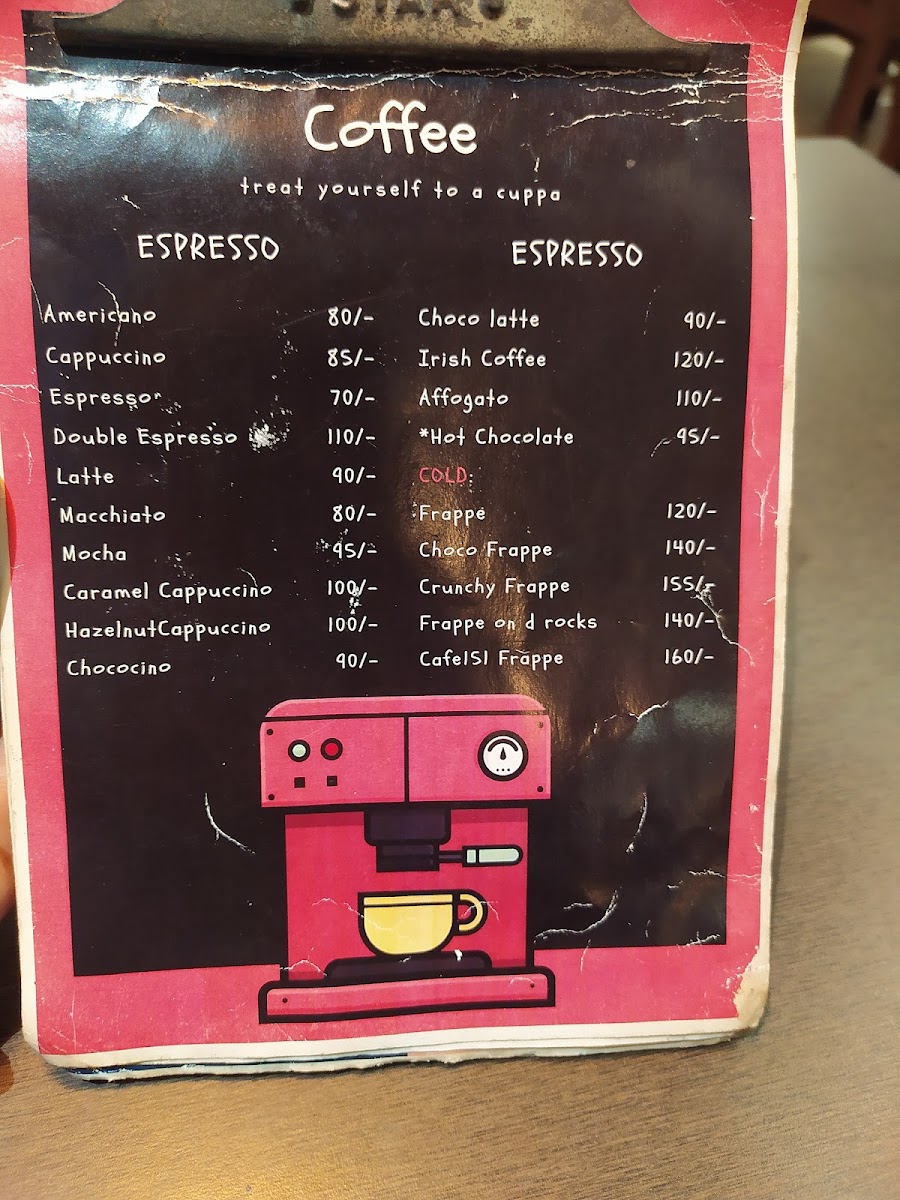 Coffee
treat yourself to a cuppa
ESPRESSO
Americano 80/-
Cappuccino 85/-
Espresso 70/-
Double Espresso 110/-
Latte 90/-
Macchiato 80/-
Mocha 95/-
Caramel Cappuccino 100/-
HazelnutCappuccino 100/-
Chococino 90/-
ESPRESSO
Choco latte 90/-
Irish Coffee 120/-
Affogato 110/-
*Hot Chocolate 95/-
COLD:
Frappe 120/-
Choco Frappe 140/-
Crunchy Frappe 155/-
Frappe on d rocks 140/-
Cafe151 Frappe 160/-